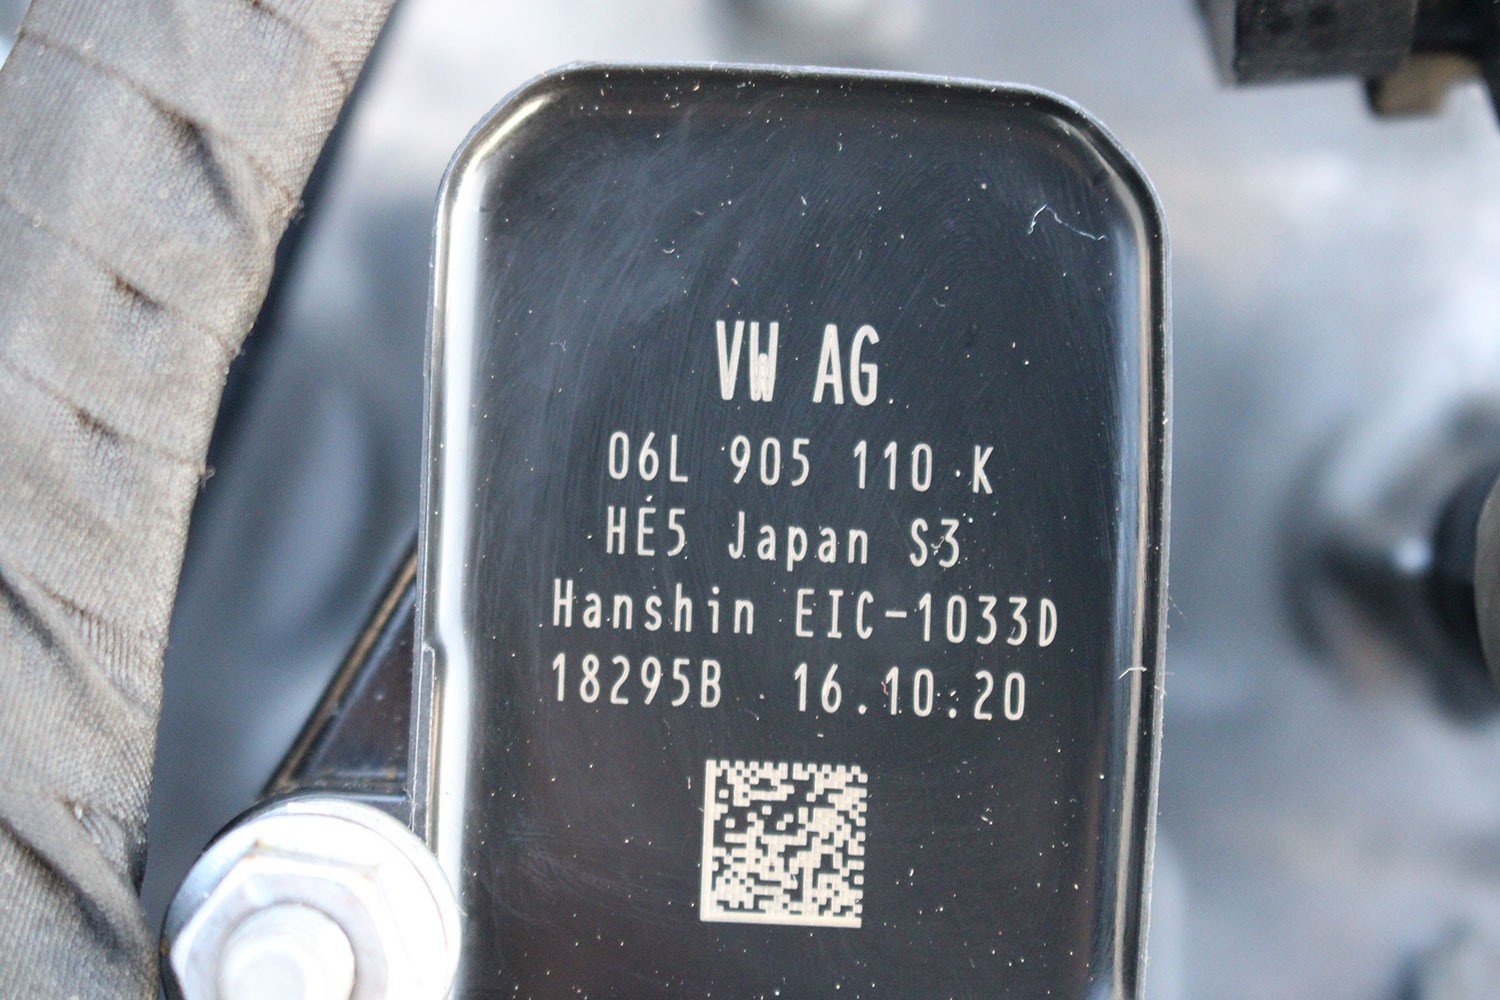 VW AG
06L 905 110 K
HE5 Japan S3
Hanshin EIC-1033D
18295B 16.10.20